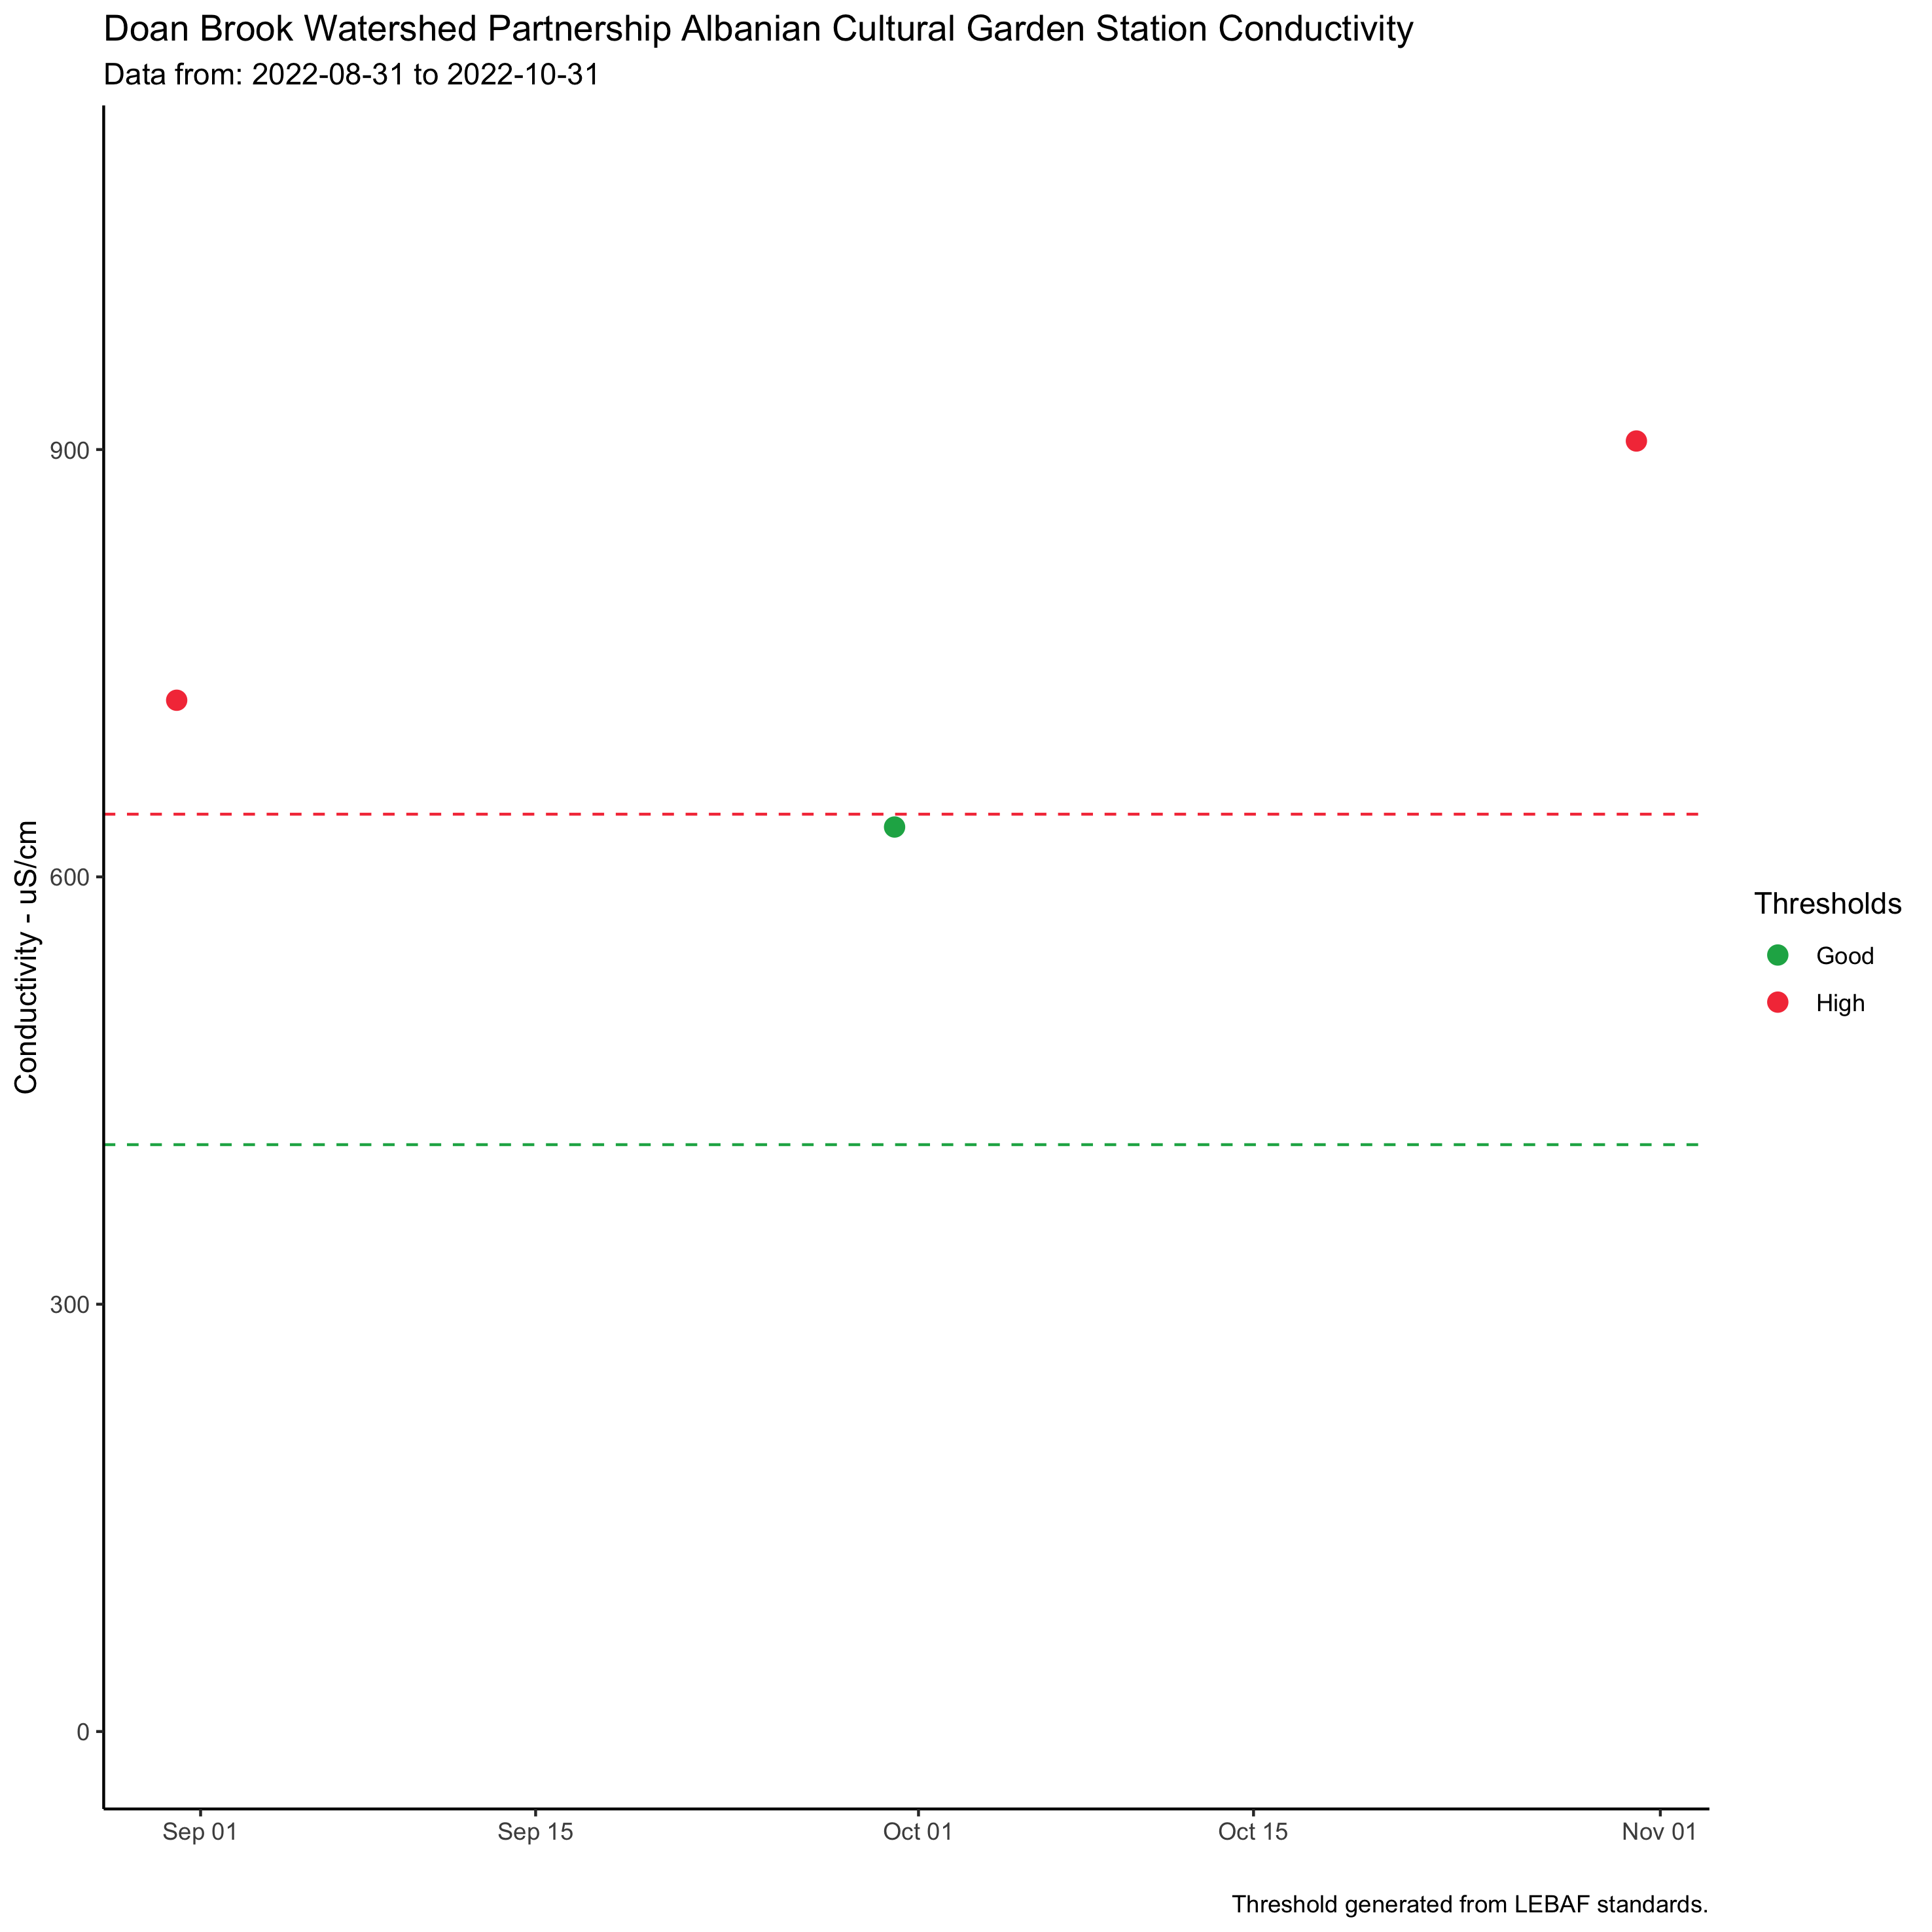 Doan Brook Watershed Partnership Albanian Cultural Garden Station Conductivity
Data from: 2022-08-31 to 2022-10-31
Conductivity - uS/cm
900
600
300
0
Sep 01
Sep 15
Oct 01
Oct 15
Nov 01
Thresholds
Good
High
Threshold generated from LEBAF standards.